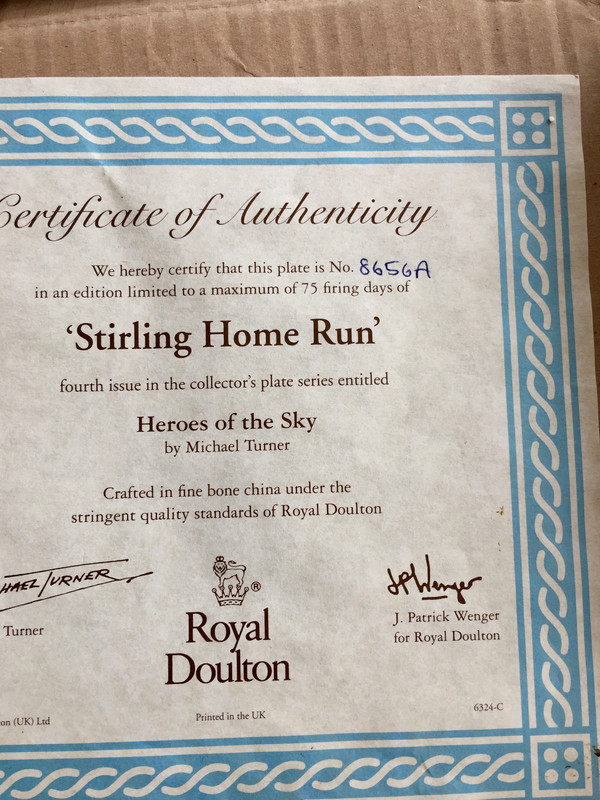 Certificate of Authenticity
We hereby certify that this plate is No. 8656A
in an edition limited to a maximum of 75 firing days of
‘Stirling Home Run’
fourth issue in the collector's plate series entitled
Heroes of the Sky
by Michael Turner
Crafted in fine bone china under the
stringent quality standards of Royal Doulton
HAEL TURNER
JPWenger
Turner
®
Royal
Doulton
J. Patrick Wenger
for Royal Doulton
on (UK) Ltd
Printed in the UK
6324-C